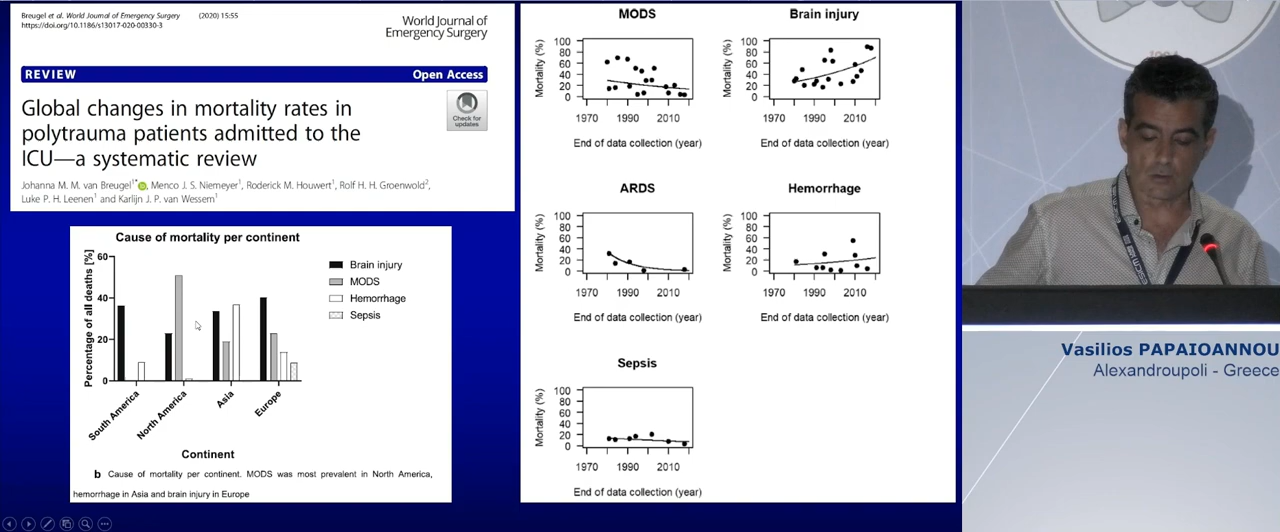 Breugel et al. World Journal of Emergency Surgery (2020) 15:55
https://doi.org/10.1186/s13017-020-00330-3
World Journal of
Emergency Surgery
REVIEW Open Access
Global changes in mortality rates in
polytrauma patients admitted to the
ICU—a systematic review
Check for
updates
Johanna M. M. van Breugel1*, Menco J. S. Niemeyer1, Roderick M. Houwert1, Rolf H. H. Groenwold2,
Luke P. H. Leenen1 and Karlijn J. P. van Wessem1
Cause of mortality per continent
Percentage of all deaths [%]
60
40
20
0
South America
North America
Asia
Europe
Continent
Brain injury
MODS
Hemorrhage
Sepsis
b Cause of mortality per continent. MODS was most prevalent in North America,
hemorrhage in Asia and brain injury in Europe
MODS
Mortality (%)
100
80
60
40
20
0
1970 1990 2010
End of data collection (year)
Brain injury
Mortality (%)
100
80
60
40
20
0
1970 1990 2010
End of data collection (year)
ARDS
Mortality (%)
100
80
60
40
20
0
1970 1990 2010
End of data collection (year)
Hemorrhage
Mortality (%)
100
80
60
40
20
0
1970 1990 2010
End of data collection (year)
Sepsis
Mortality (%)
100
80
60
40
20
0
1970 1990 2010
End of data collection (year)
Vasilios PAPAIOANNOU
Alexandroupoli - Greece